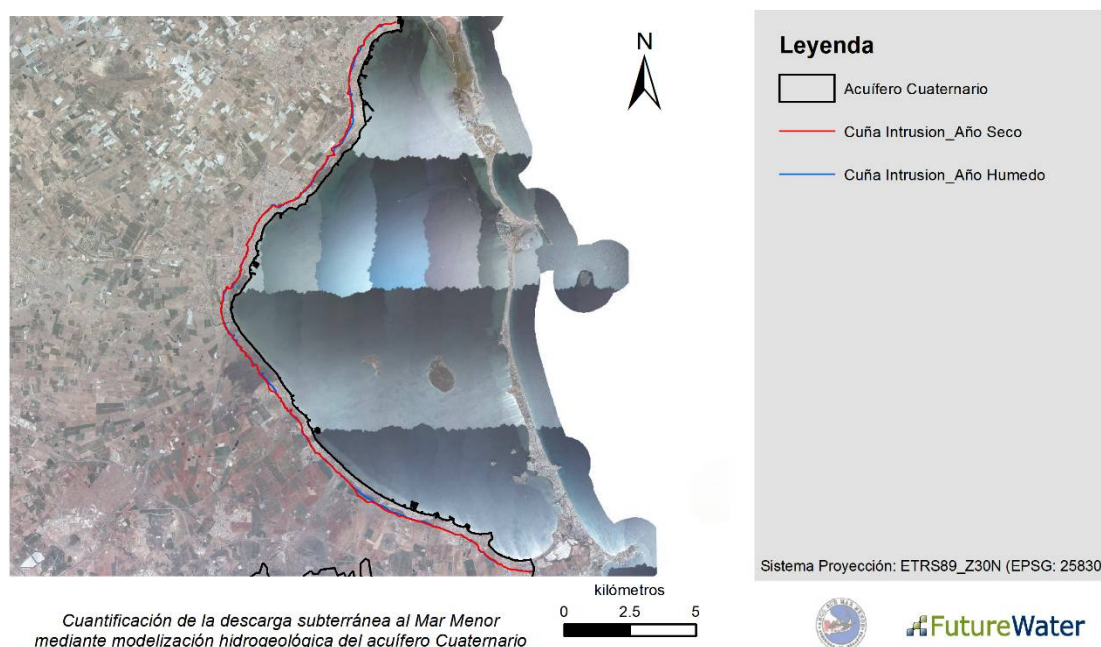 N
Leyenda
Acuífero Cuaternario
Cuña Intrusion_Año Seco
Cuña Intrusion_Año Humedo
Sistema Proyección: ETRS89_Z30N (EPSG: 25830
kilómetros
0 2.5 5
Cuantificación de la descarga subterránea al Mar Menor
mediante modelización hidrogeológica del acuífero Cuaternario
FutureWater